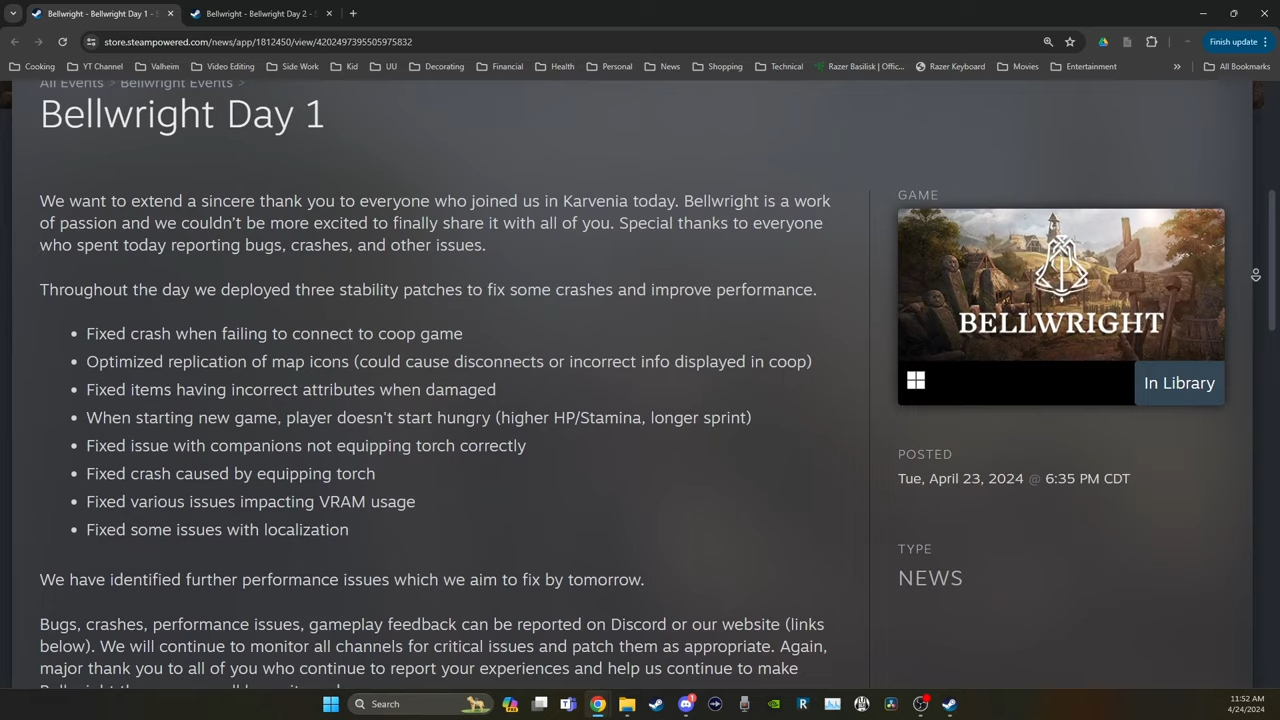 Bellwright - Bellwright Day 1 - S
Bellwright - Bellwright Day 2 - S
store.steampowered.com/news/app/1812450/view/4202497395505975832
Finish update
Cooking YT Channel Valheim Video Editing Side Work Kid UU Decorating Financial Health Personal News Shopping Technical Razer Basilisk | Offic... Razer Keyboard Movies Entertainment » All Bookmarks
All Events > Bellwright Events >
Bellwright Day 1
We want to extend a sincere thank you to everyone who joined us in Karvenia today. Bellwright is a work
of passion and we couldn't be more excited to finally share it with all of you. Special thanks to everyone
who spent today reporting bugs, crashes, and other issues.
Throughout the day we deployed three stability patches to fix some crashes and improve performance.
• Fixed crash when failing to connect to coop game
• Optimized replication of map icons (could cause disconnects or incorrect info displayed in coop)
• Fixed items having incorrect attributes when damaged
• When starting new game, player doesn't start hungry (higher HP/Stamina, longer sprint)
• Fixed issue with companions not equipping torch correctly
• Fixed crash caused by equipping torch
• Fixed various issues impacting VRAM usage
• Fixed some issues with localization
We have identified further performance issues which we aim to fix by tomorrow.
Bugs, crashes, performance issues, gameplay feedback can be reported on Discord or our website (links
below). We will continue to monitor all channels for critical issues and patch them as appropriate. Again,
major thank you to all of you who continue to report your experiences and help us continue to make
GAME
BELLWRIGHT
In Library
POSTED
Tue, April 23, 2024 @ 6:35 PM CDT
TYPE
NEWS
Search
11:52 AM
4/24/2024